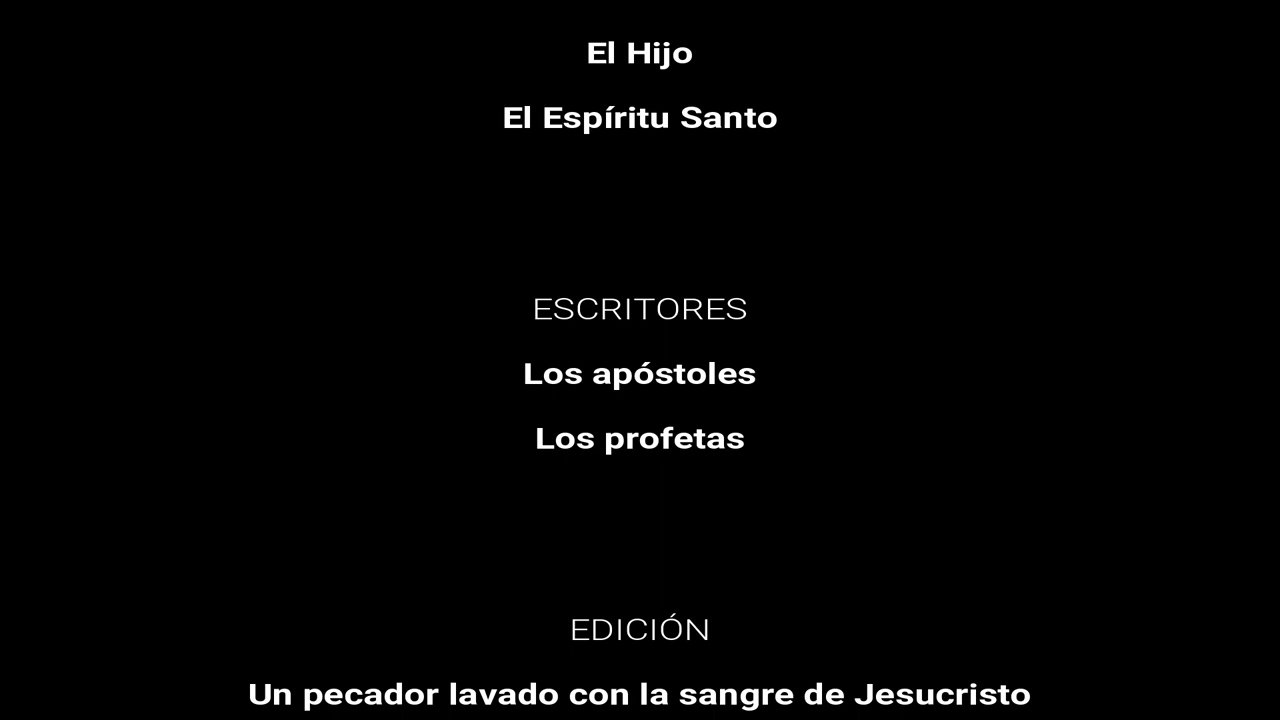 El Hijo
El Espíritu Santo
ESCRITORES
Los apóstoles
Los profetas
EDICIÓN
Un pecador lavado con la sangre de Jesucristo